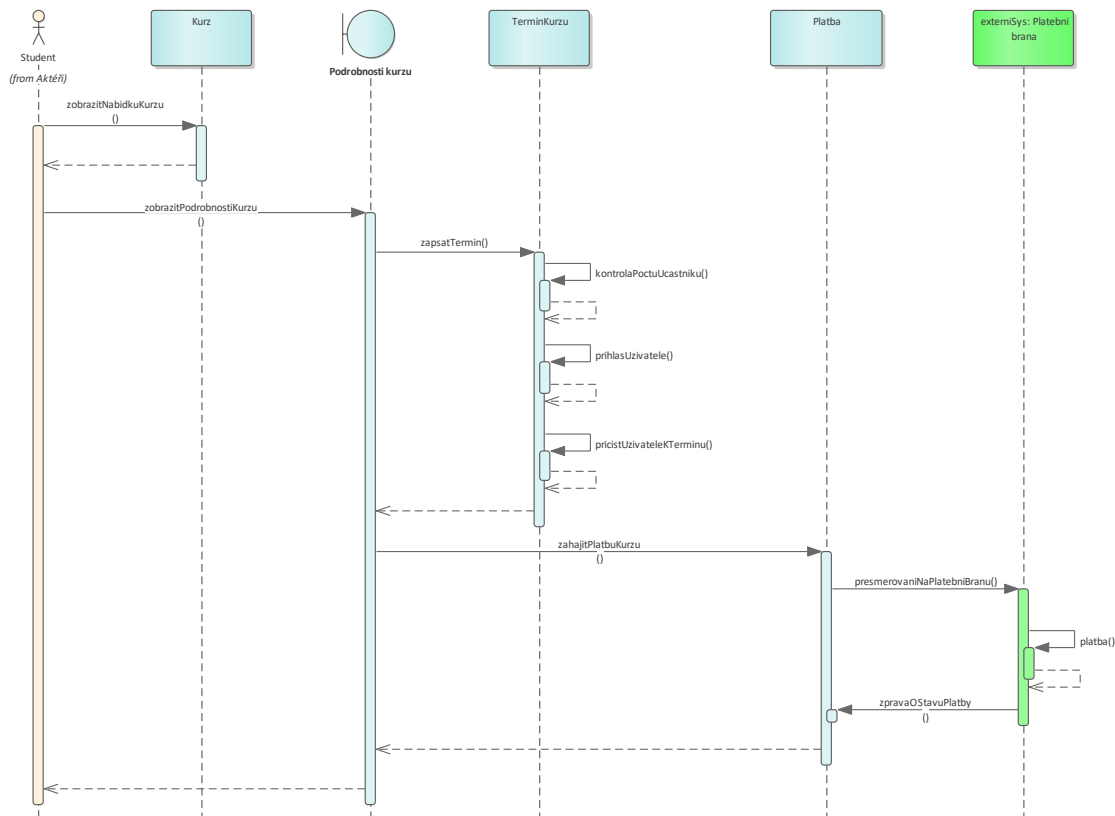 Student
(from Aktéři)
Kurz
Podrobnosti kurzu
TerminKurzu
Platba
externiSys: Platebni
brana
zobrazitNabidkuKurzu
()
zobrazitPodrobnostiKurzu
()
zapsatTermin()
kontrolaPoctuUcastniku()
prihlasUzivatele()
pricistUzivateleKTerminu()
zahajitPlatbuKurzu
()
presmerovaniNaPlatebniBranu()
platba()
zpravaOStavuPlatby
()